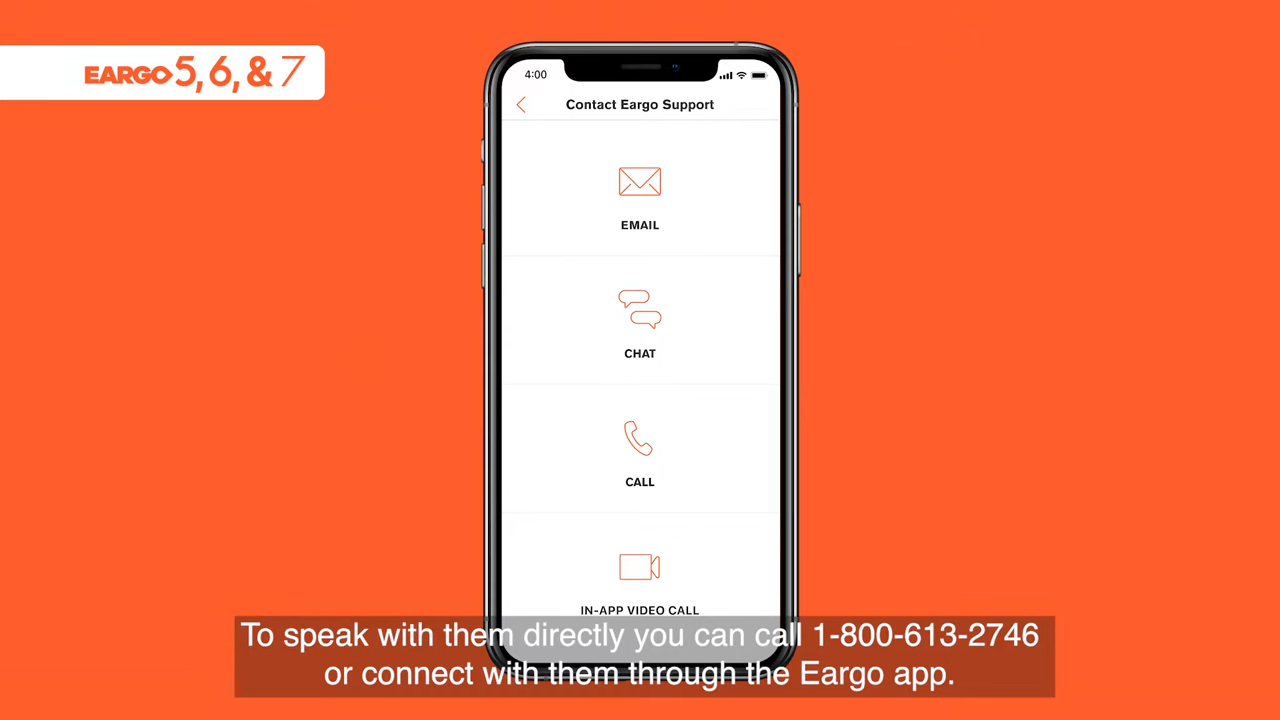 EARGO 5, 6, & 7
4:00
Contact Eargo Support
EMAIL
CHAT
CALL
IN-APP VIDEO CALL
To speak with them directly you can call 1-800-613-2746
or connect with them through the Eargo app.